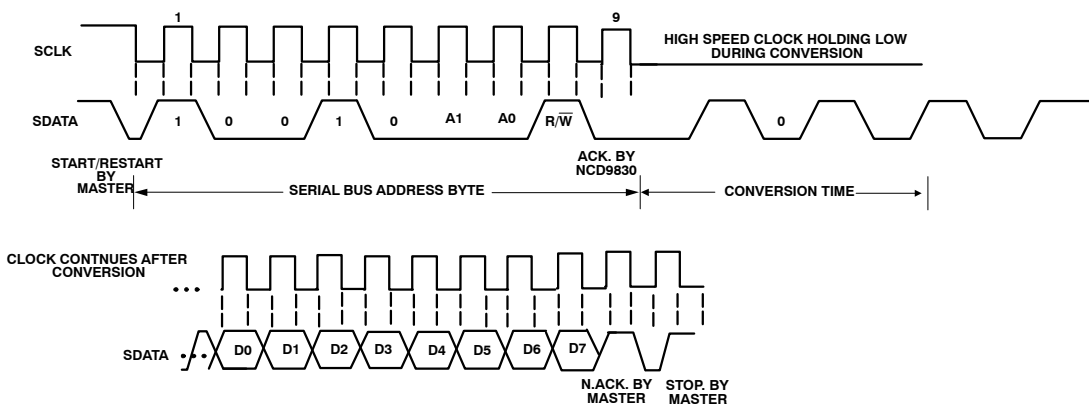 1
9
SCLK
HIGH SPEED CLOCK HOLDING LOW
DURING CONVERSION
SDATA
1 0 0 1 0 A1 A0 R/W̅ 0
START/RESTART
BY
MASTER
ACK. BY
NCD9830
SERIAL BUS ADDRESS BYTE
CONVERSION TIME
CLOCK CONTNUES AFTER
CONVERSION
SDATA
D0 D1 D2 D3 D4 D5 D6 D7
N.ACK. BY
MASTER
STOP. BY
MASTER